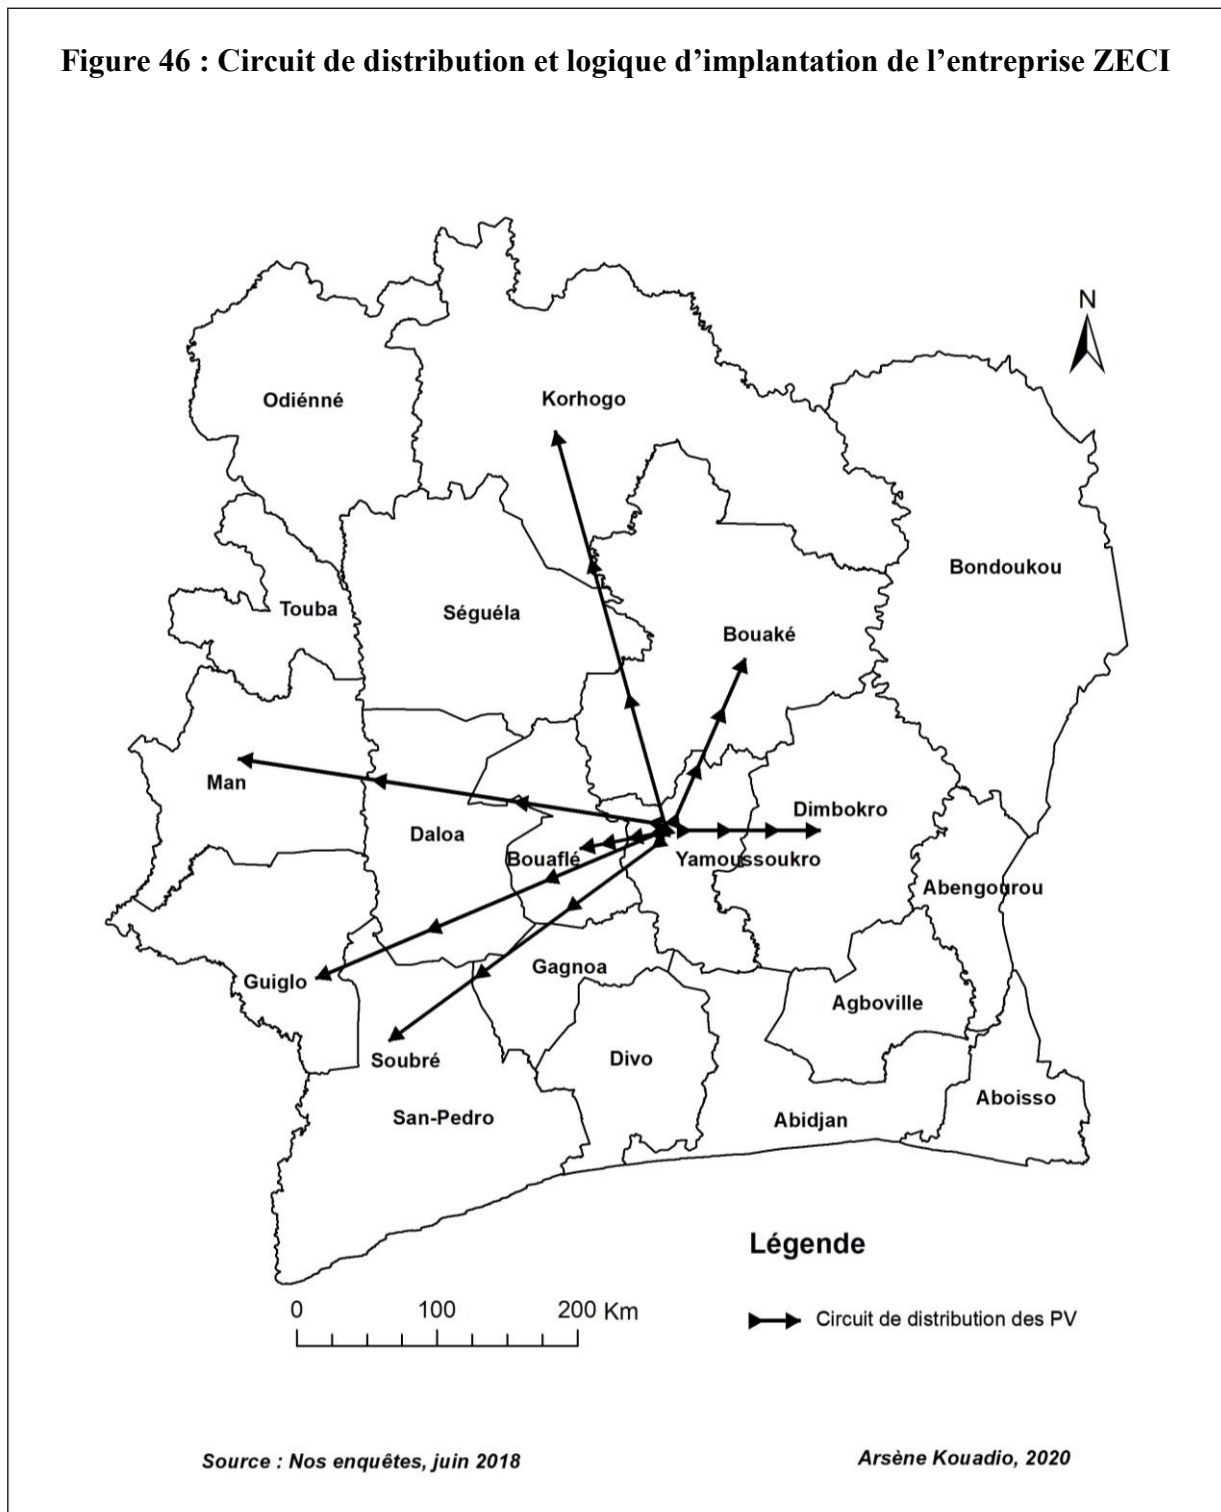 Figure 46 : Circuit de distribution et logique d’implantation de l’entreprise ZECI
N
Odiénné
Korhogo
Bondoukou
Touba
Séguéla
Bouaké
Man
Daloa
Dimbokro
Bouaflé
Yamoussoukro
Abengourou
Guiglo
Gagnoa
Agboville
Soubré
Divo
Aboisso
San-Pedro
Abidjan
Légende
0 100 200 Km
Circuit de distribution des PV
Source : Nos enquêtes, juin 2018
Arsène Kouadio, 2020